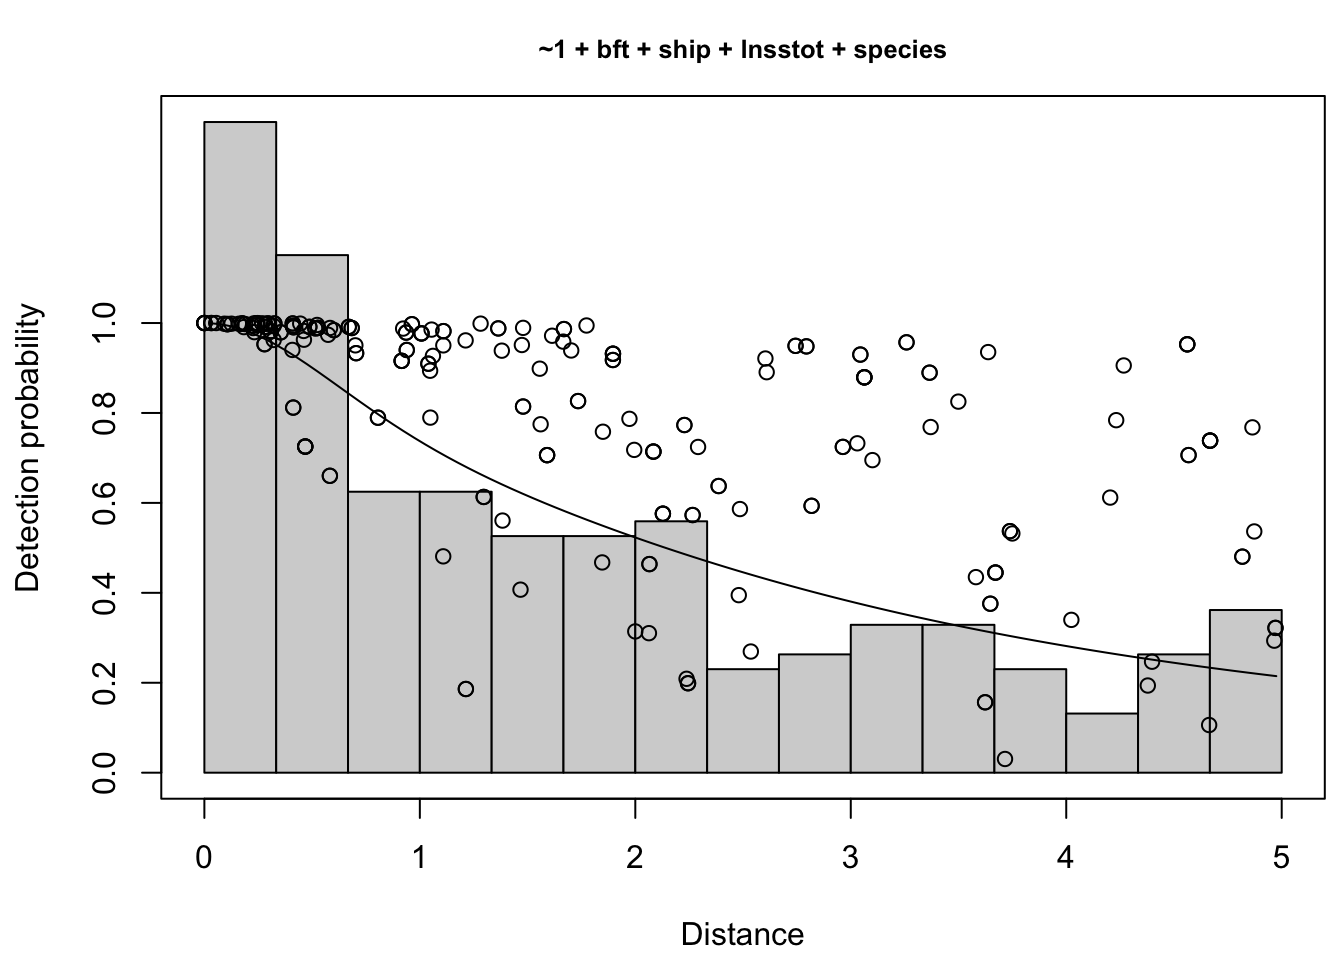 ~1 + bft + ship + lnsstot + species
Detection probability
1.0
0.8
0.6
0.4
0.2
0.0
0 1 2 3 4 5
Distance